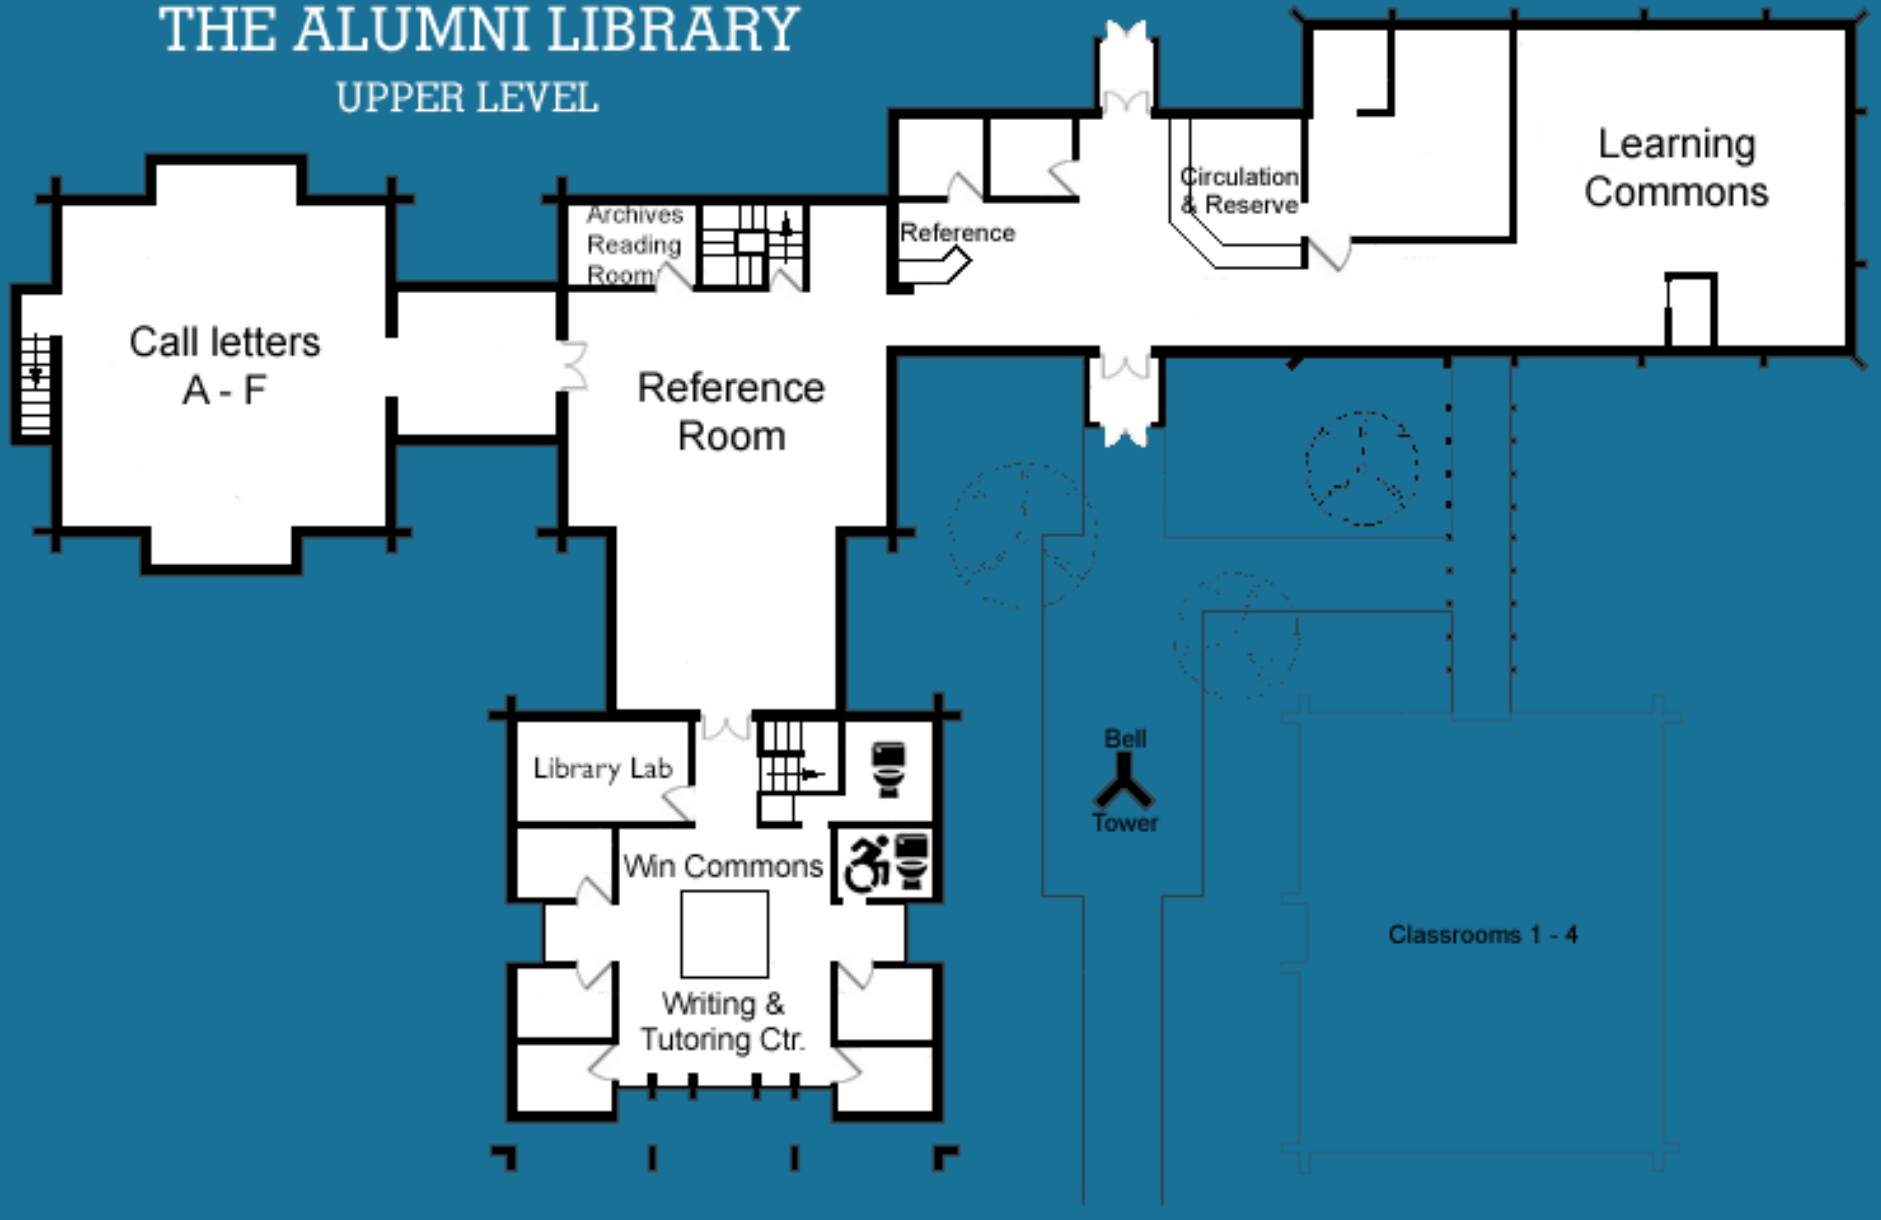 THE ALUMNI LIBRARY
UPPER LEVEL
Learning
Commons
Circulation
& Reserve
Archives
Reading
Room
Reference
Call letters
A - F
Reference
Room
Library Lab
Bell
Tower
Win Commons
Classrooms 1 - 4
Writing &
Tutoring Ctr.